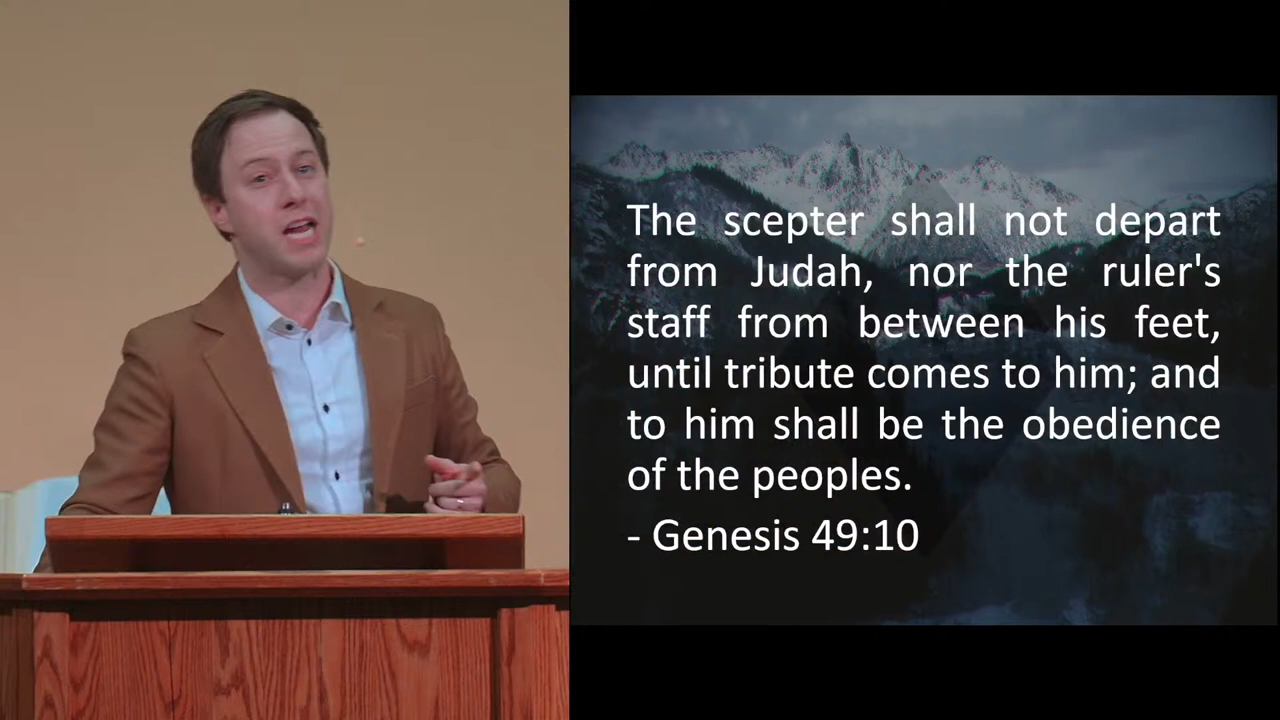 The scepter shall not depart
from Judah, nor the ruler's
staff from between his feet,
until tribute comes to him; and
to him shall be the obedience
of the peoples.
- Genesis 49:10